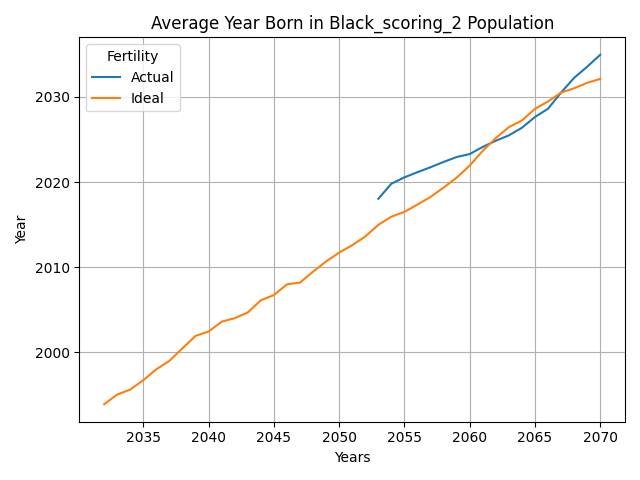 Average Year Born in Black_scoring_2 Population
Fertility
Actual
Ideal
Year
2030
2020
2010
2000
2035 2040 2045 2050 2055 2060 2065 2070
Years